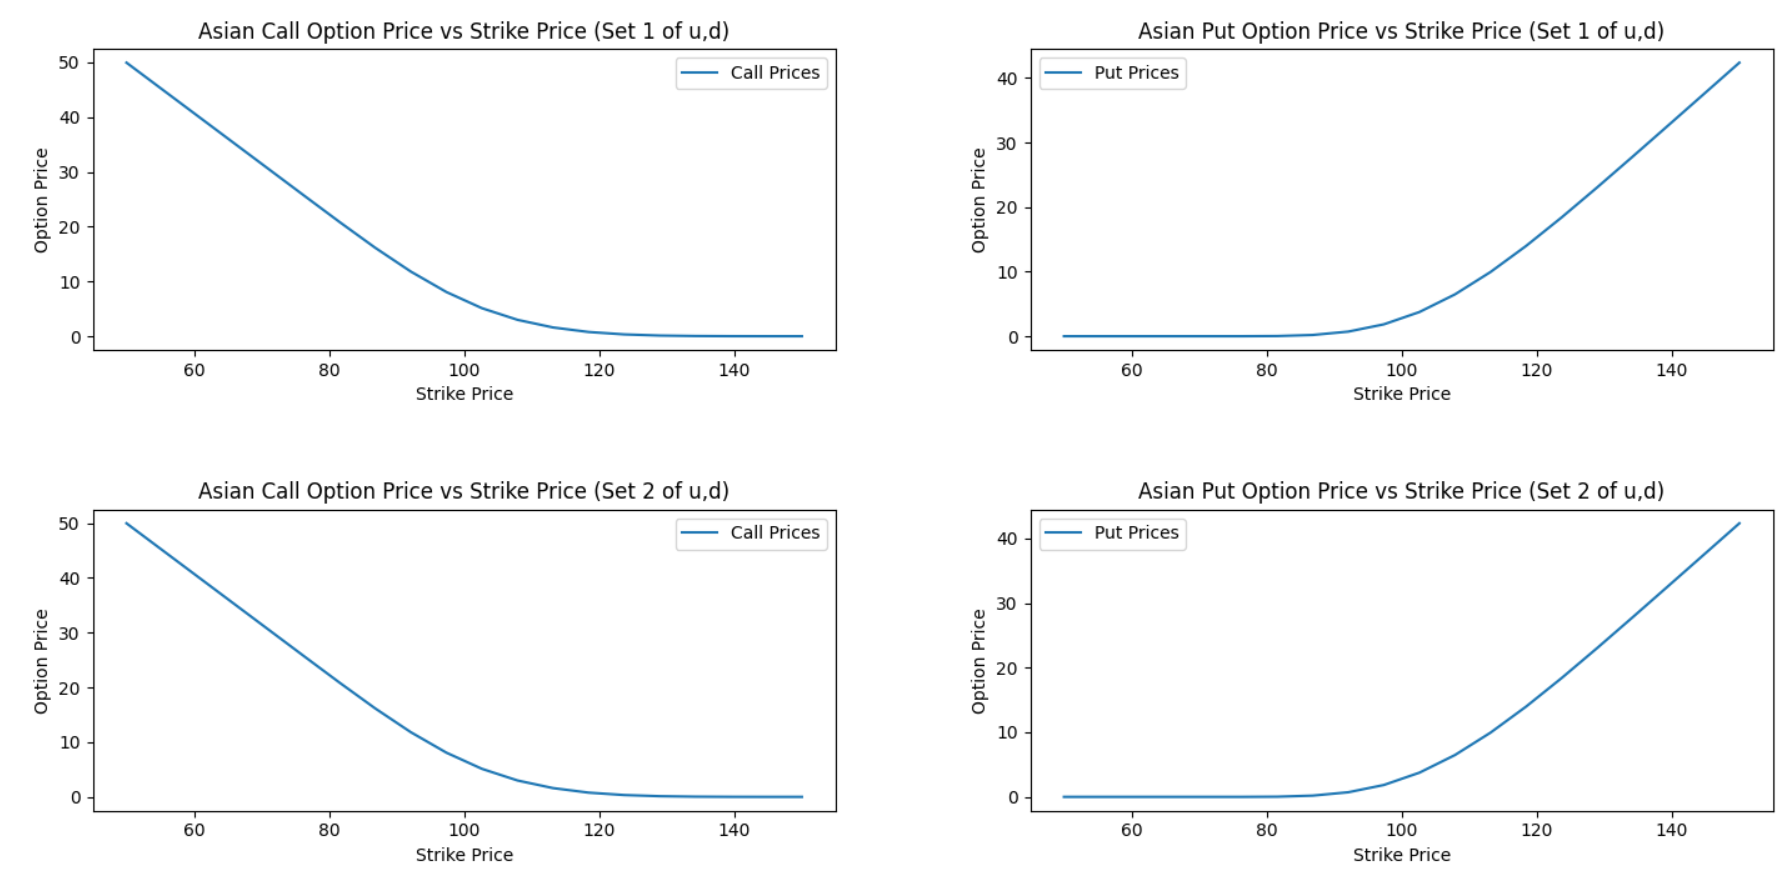 Asian Call Option Price vs Strike Price (Set 1 of u,d)
Call Prices
Option Price
50
40
30
20
10
0
60 80 100 120 140
Strike Price
Asian Put Option Price vs Strike Price (Set 1 of u,d)
Put Prices
Option Price
40
30
20
10
0
60 80 100 120 140
Strike Price
Asian Call Option Price vs Strike Price (Set 2 of u,d)
Call Prices
Option Price
50
40
30
20
10
0
60 80 100 120 140
Strike Price
Asian Put Option Price vs Strike Price (Set 2 of u,d)
Put Prices
Option Price
40
30
20
10
0
60 80 100 120 140
Strike Price